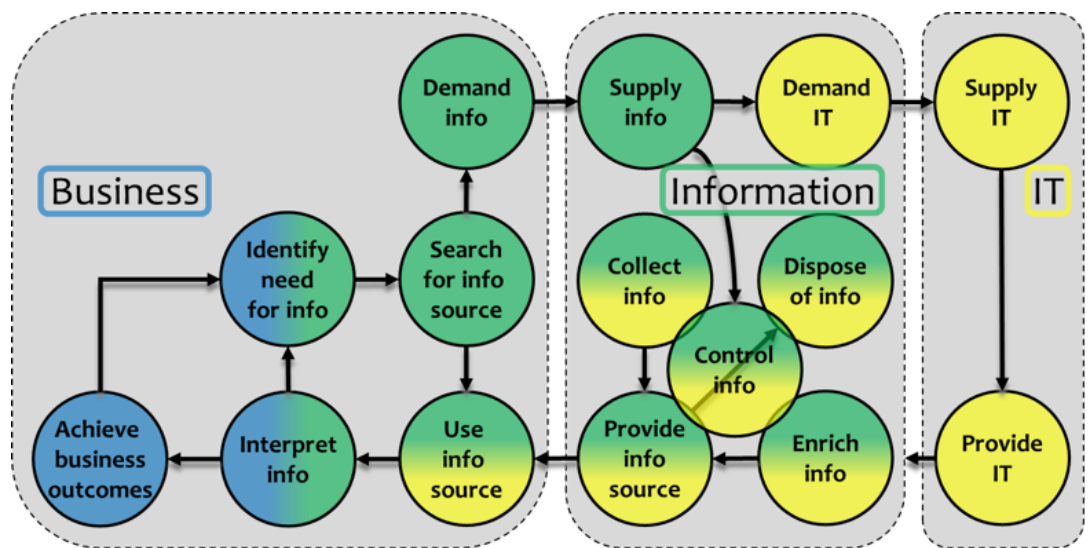 Demand
info
Supply
info
Demand
IT
Supply
IT
Business
Information
IT
Identify
need
for info
Search
for info
source
Collect
info
Dispose
of info
Control
info
Achieve
business
outcomes
Interpret
info
Use
info
source
Provide
info
source
Enrich
info
Provide
IT